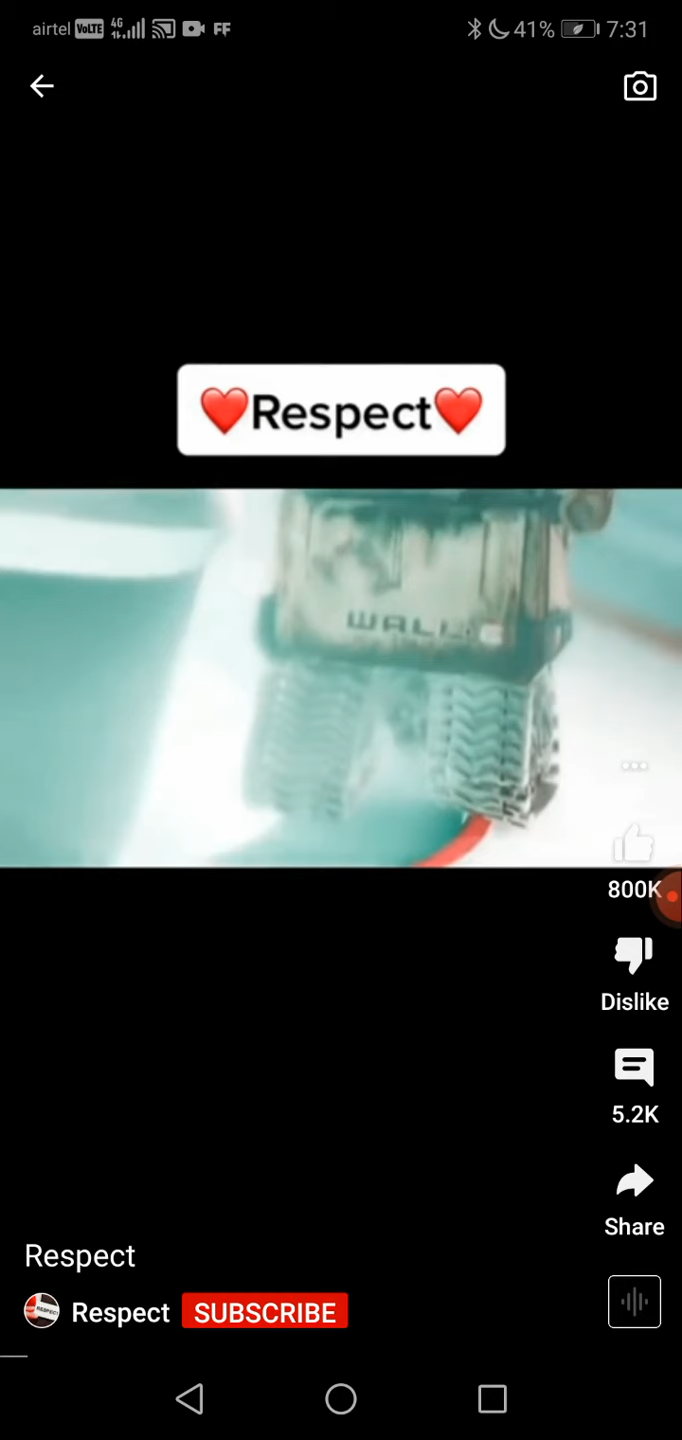 airtel VoLTE 4G FF 41% 7:31
❤️Respect❤️
WALL
800K
Dislike
5.2K
Share
Respect
Respect SUBSCRIBE